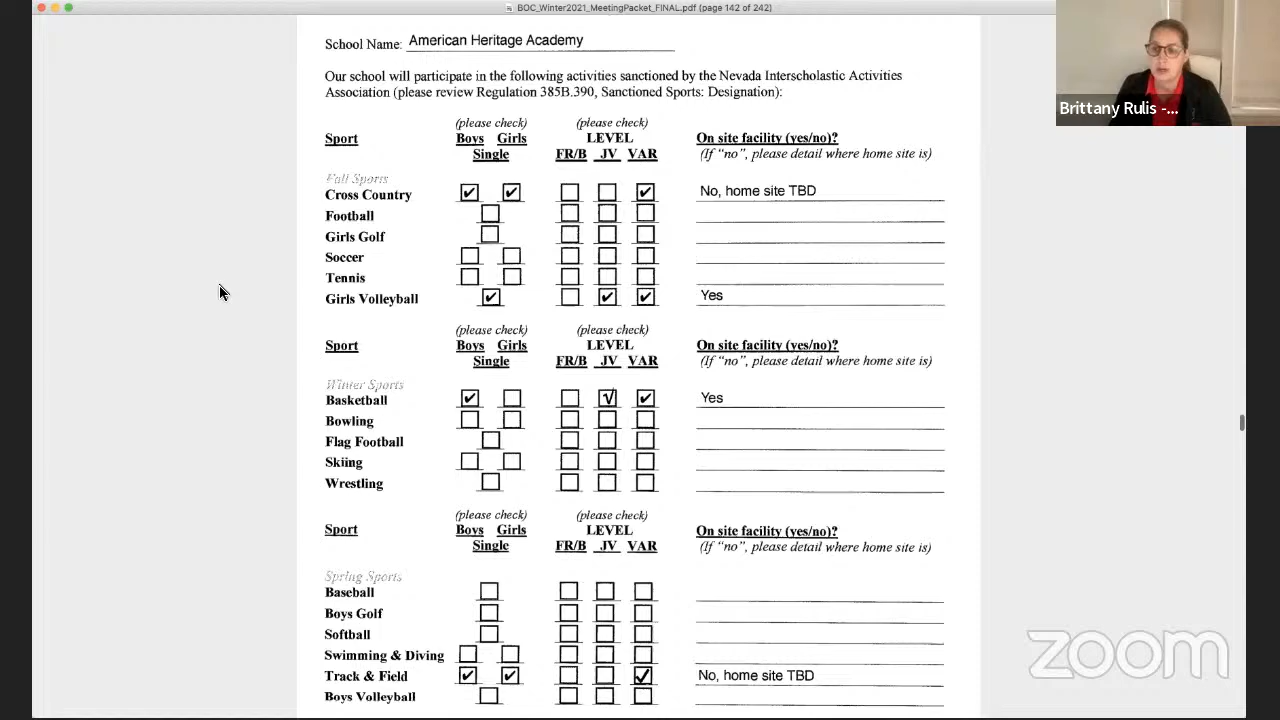 BOC_Winter2021_MeetingPacket_FINAL.pdf (page 142 of 242)
School Name: American Heritage Academy
Our school will participate in the following activities sanctioned by the Nevada Interscholastic Activities
Association (please review Regulation 385B.390, Sanctioned Sports: Designation):
Brittany Rulis -...
(please check) (please check)
Sport Boys Girls LEVEL On site facility (yes/no)?
Single FR/B JV VAR (If “no”, please detail where home site is)
Fall Sports
Cross Country ✔ ✔ ✔ No, home site TBD
Football
Girls Golf
Soccer
Tennis
Girls Volleyball ✔ ✔ ✔ Yes
(please check) (please check)
Sport Boys Girls LEVEL On site facility (yes/no)?
Single FR/B JV VAR (If “no”, please detail where home site is)
Winter Sports
Basketball ✔ √ ✔ Yes
Bowling
Flag Football
Skiing
Wrestling
(please check) (please check)
Sport Boys Girls LEVEL On site facility (yes/no)?
Single FR/B JV VAR (If “no”, please detail where home site is)
Spring Sports
Baseball
Boys Golf
Softball
Swimming & Diving
Track & Field ✔ ✔ ✔ No, home site TBD
Boys Volleyball
zoom